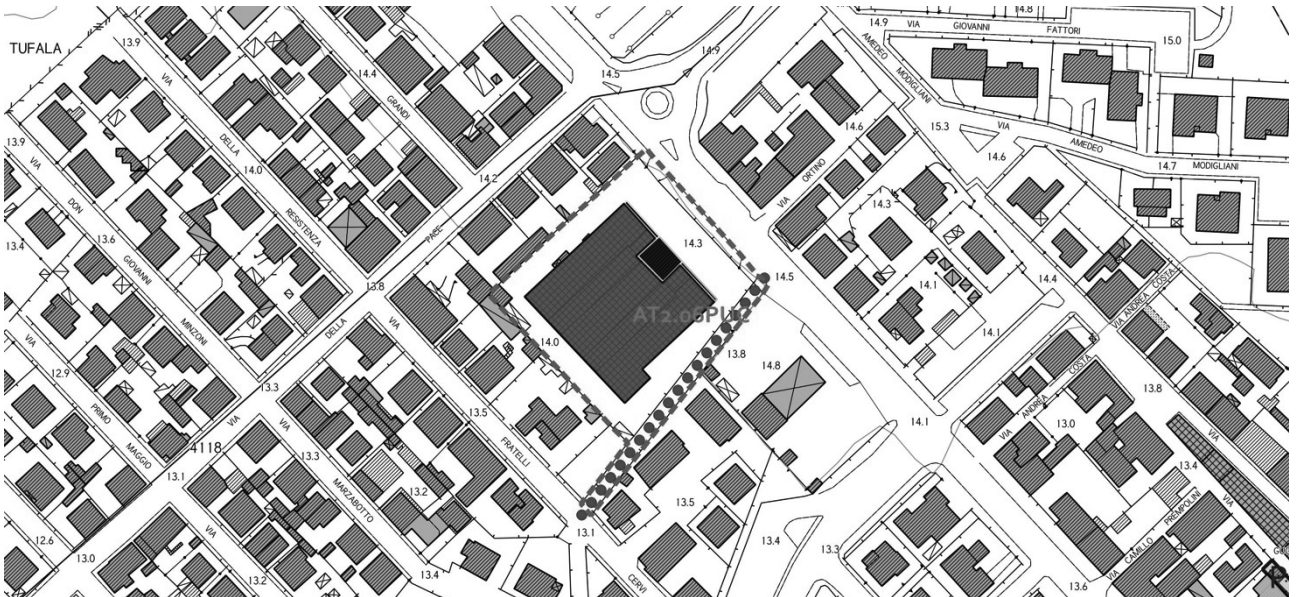 TUFALA
13.9
VIA
DELLA
14.0
RESISTENZA
14.4
GRANDI
14.5
14.9
14.9
VIA
GIOVANNI
FATTORI
14.8
15.0
AMEDEO
MODIGLIANI
VIA
AMEDEO
MODIGLIANI
14.7
15.3
14.6
14.6
VIA
ORTINO
14.3
13.9
VIA
DON
GIOVANNI
MINZONI
13.4
13.6
14.2
PACE
DELLA
VIA
13.8
VIA
FRATELLI
CERVI
14.3
14.5
AT2.06PUC2
14.0
13.8
14.8
14.1
14.1
14.4
VIA ANDREA COSTA
VIA
ANDREA
COSTA
13.8
13.0
14.1
VIA
PRIMO
MAGGIO
12.9
13.3
13.5
4118
13.1
VIA
MARZABOTTO
13.3
13.2
13.4
VIA
13.2
12.6
13.0
13.1
13.5
13.4
13.3
13.6
VIA
CAMILLO
PREMPOLINI
13.4
VIA
VIA